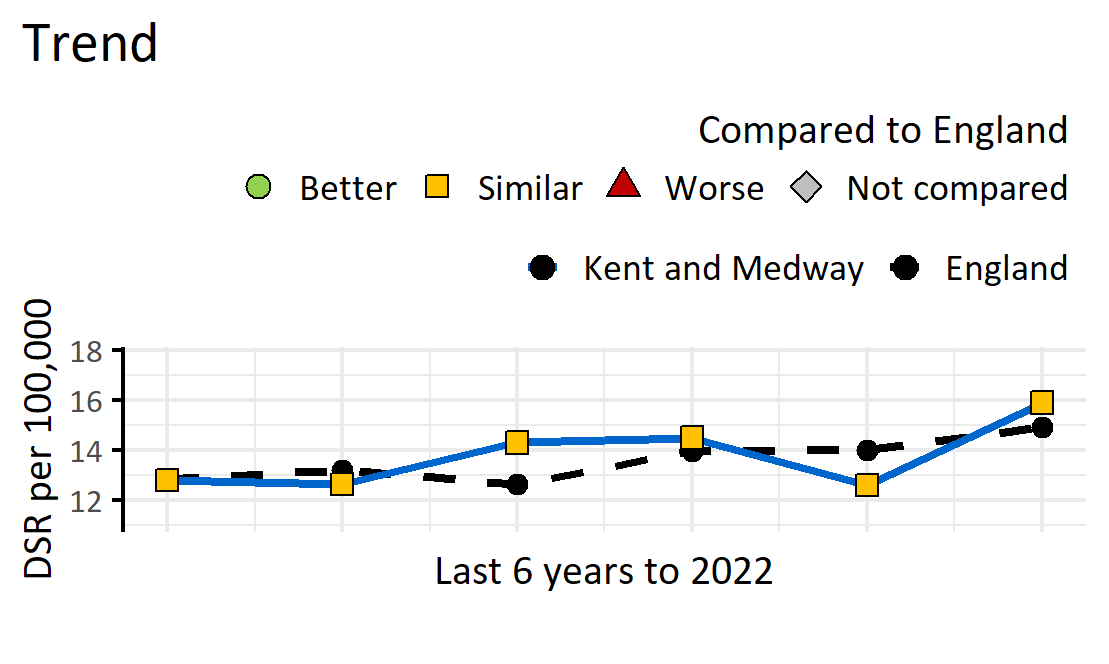 Trend
Compared to England
Better Similar Worse Not compared
Kent and Medway England
DSR per 100,000
18
16
14
12
Last 6 years to 2022